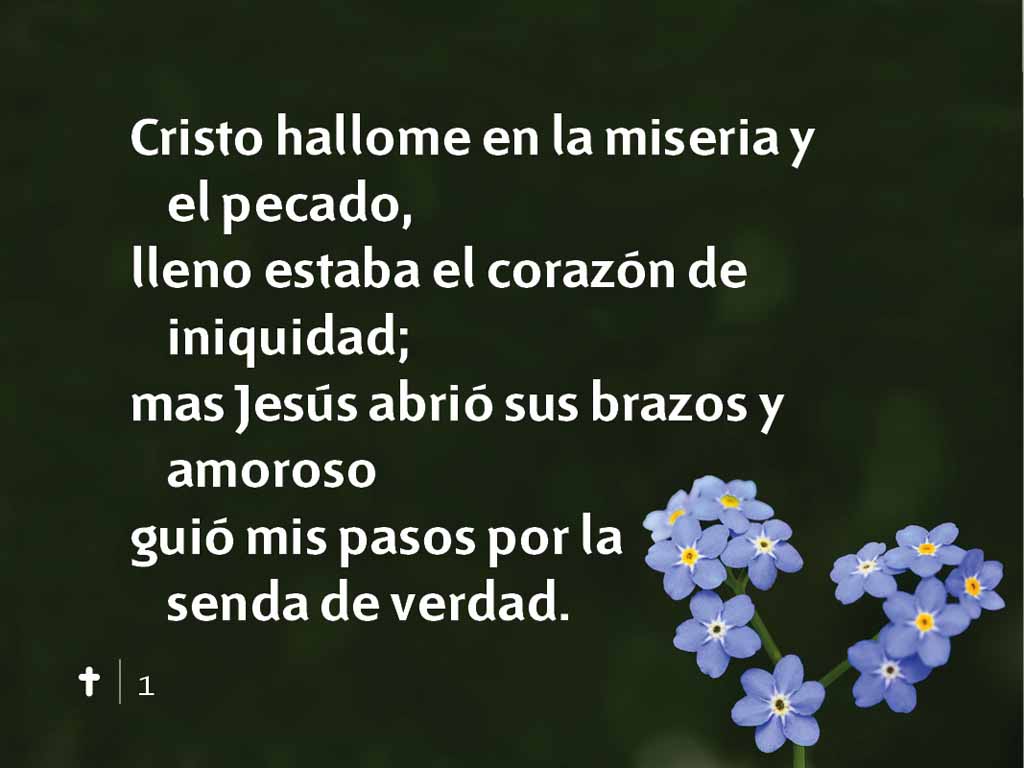 Cristo hallome en la miseria y
el pecado,
lleno estaba el corazón de
iniquidad;
mas Jesús abrió sus brazos y
amoroso
guió mis pasos por la
senda de verdad.
1